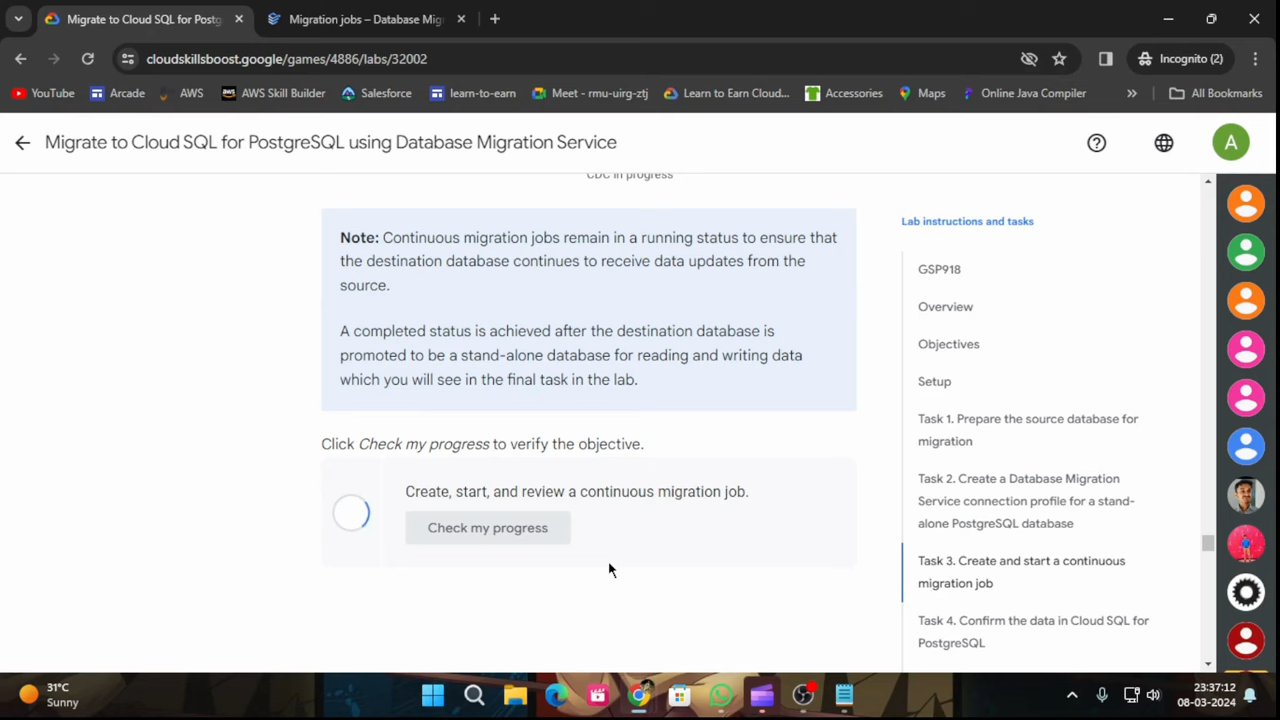 Migrate to Cloud SQL for Postg
Migration jobs – Database Mig
cloudskillsboost.google/games/4886/labs/32002
Incognito (2)
YouTube
Arcade
AWS
AWS Skill Builder
Salesforce
learn-to-earn
Meet - rmu-uirg-ztj
Learn to Earn Cloud...
Accessories
Maps
Online Java Compiler
»
All Bookmarks
Migrate to Cloud SQL for PostgreSQL using Database Migration Service
A
CDC in progress
Note: Continuous migration jobs remain in a running status to ensure that
the destination database continues to receive data updates from the
source.
A completed status is achieved after the destination database is
promoted to be a stand-alone database for reading and writing data
which you will see in the final task in the lab.
Click Check my progress to verify the objective.
Create, start, and review a continuous migration job.
Check my progress
Lab instructions and tasks
GSP918
Overview
Objectives
Setup
Task 1. Prepare the source database for
migration
Task 2. Create a Database Migration
Service connection profile for a stand-
alone PostgreSQL database
Task 3. Create and start a continuous
migration job
Task 4. Confirm the data in Cloud SQL for
PostgreSQL
31°C
Sunny
23:37:12
08-03-2024